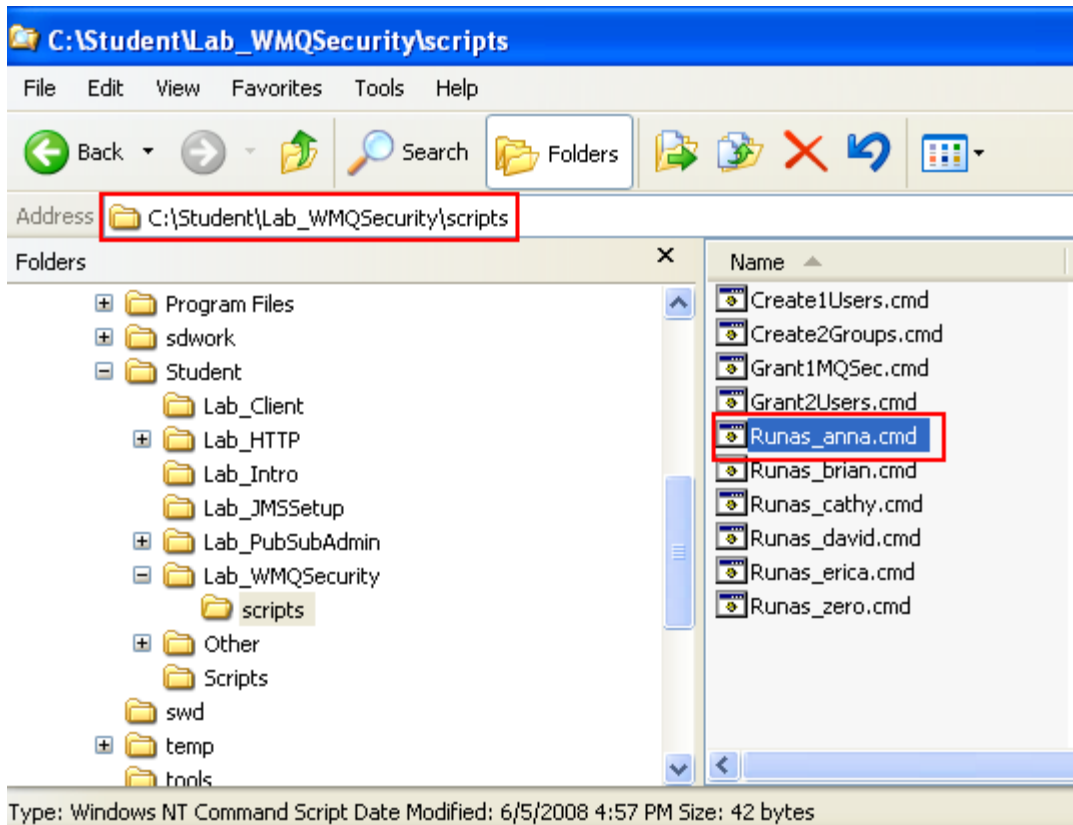 C:\Student\Lab_WMQSecurity\scripts
File Edit View Favorites Tools Help
Back Search Folders
Address C:\Student\Lab_WMQSecurity\scripts
Folders
Program Files
sdwork
Student
Lab_Client
Lab_HTTP
Lab_Intro
Lab_JMSSetup
Lab_PubSubAdmin
Lab_WMQSecurity
scripts
Other
Scripts
swd
temp
tools
Name
Create1Users.cmd
Create2Groups.cmd
Grant1MQSec.cmd
Grant2Users.cmd
Runas_anna.cmd
Runas_brian.cmd
Runas_cathy.cmd
Runas_david.cmd
Runas_erica.cmd
Runas_zero.cmd
Type: Windows NT Command Script Date Modified: 6/5/2008 4:57 PM Size: 42 bytes